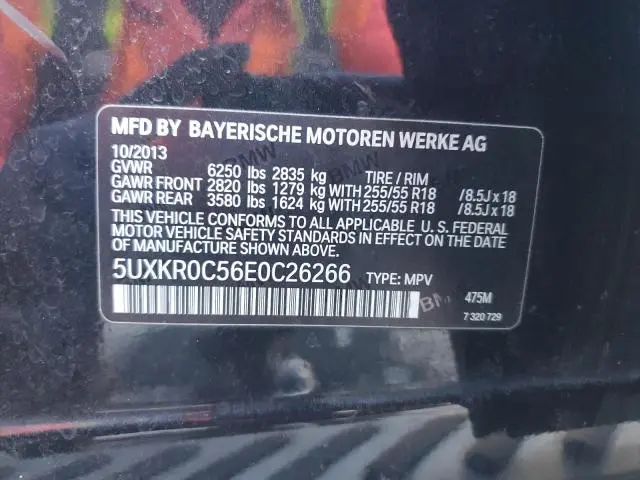 MFD BY BAYERISCHE MOTOREN WERKE AG
10/2013
GVWR 6250 lbs 2835 kg TIRE / RIM
GAWR FRONT 2820 lbs 1279 kg WITH 255/55 R18 /8.5J x 18
GAWR REAR 3580 lbs 1624 kg WITH 255/55 R18 /8.5J x 18
THIS VEHICLE CONFORMS TO ALL APPLICABLE U. S. FEDERAL
MOTOR VEHICLE SAFETY STANDARDS IN EFFECT ON THE DATE OF
MANUFACTURE SHOWN ABOVE.
5UXKR0C56E0C26266 TYPE: MPV
475M
7 320 729